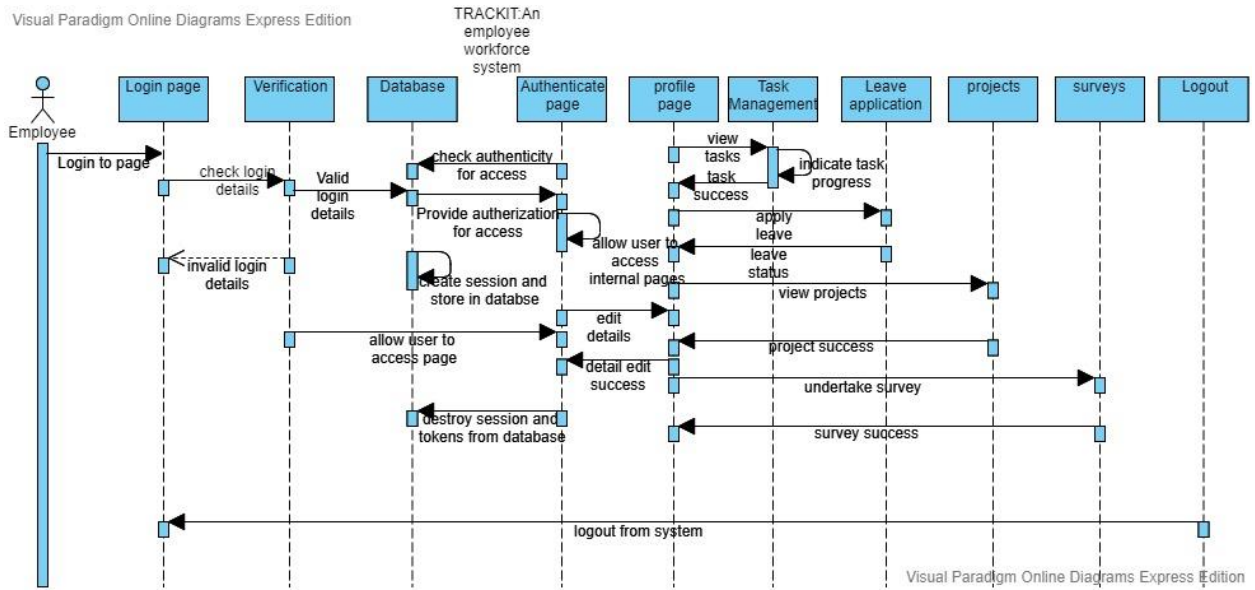 Visual Paradigm Online Diagrams Express Edition
TRACKIT:An
employee
workforce
system
Employee
Login page
Verification
Database
Authenticate
page
profile
page
Task
Management
Leave
application
projects
surveys
Logout
Login to page
check login
details
Valid
login
details
check authenticity
for access
Provide autherization
for access
view
tasks
indicate task
progress
task
success
apply
leave
allow user to
access
internal pages
leave
status
invalid login
details
create session and
store in databse
view projects
edit
details
allow user to
access page
project success
detail edit
success
undertake survey
destroy session and
tokens from database
survey success
logout from system
Visual Paradigm Online Diagrams Express Edition